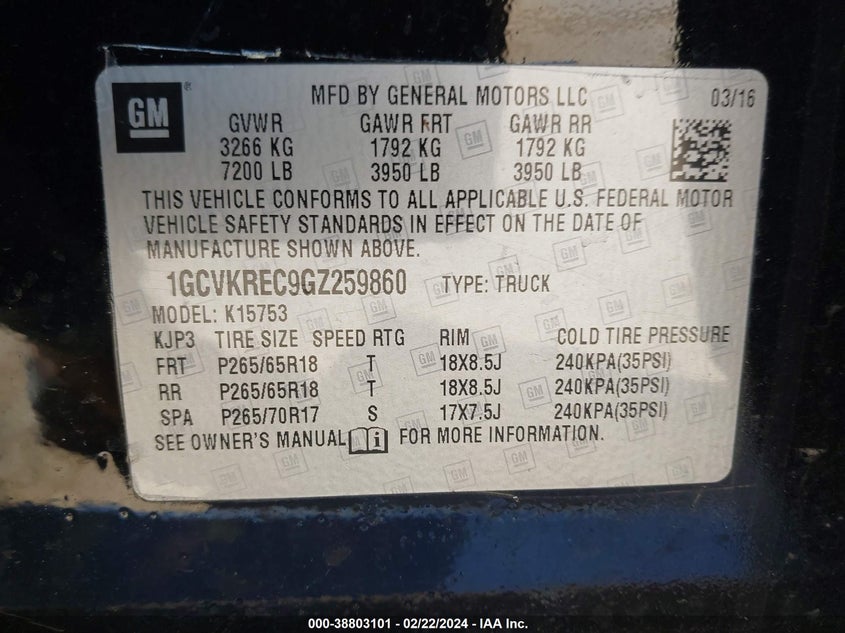 GM
MFD BY GENERAL MOTORS LLC 03/16
GVWR GAWR FRT GAWR RR
3266 KG 1792 KG 1792 KG
7200 LB 3950 LB 3950 LB
THIS VEHICLE CONFORMS TO ALL APPLICABLE U.S. FEDERAL MOTOR
VEHICLE SAFETY STANDARDS IN EFFECT ON THE DATE OF
MANUFACTURE SHOWN ABOVE.
1GCVKREC9GZ259860 TYPE: TRUCK
MODEL: K15753
KJP3 TIRE SIZE SPEED RTG RIM COLD TIRE PRESSURE
FRT P265/65R18 T 18X8.5J 240KPA(35PSI)
RR P265/65R18 T 18X8.5J 240KPA(35PSI)
SPA P265/70R17 S 17X7.5J 240KPA(35PSI)
SEE OWNER'S MANUAL i FOR MORE INFORMATION.
000-38803101 - 02/22/2024 - IAA Inc.